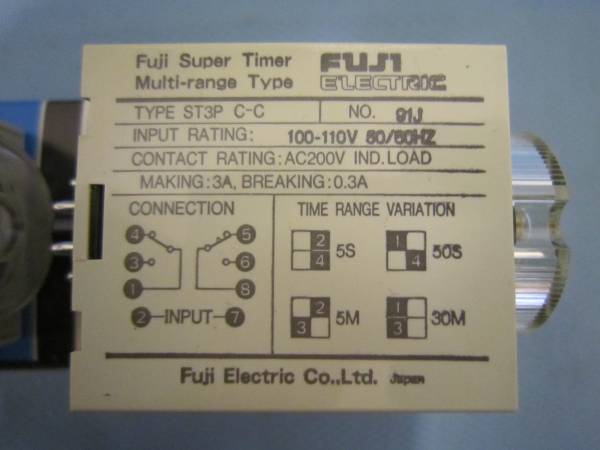 Fuji Super Timer FUJI
Multi-range Type ELECTRIC
TYPE ST3P C-C NO. 91J
INPUT RATING: 100-110V 50/60HZ
CONTACT RATING:AC200V IND.LOAD
MAKING:3A, BREAKING:0.3A
CONNECTION TIME RANGE VARIATION
4 5 2 4 5S 1 4 50S
3 6
1 8
2 INPUT 7 2 3 5M 1 3 30M
Fuji Electric Co.,Ltd. Japan